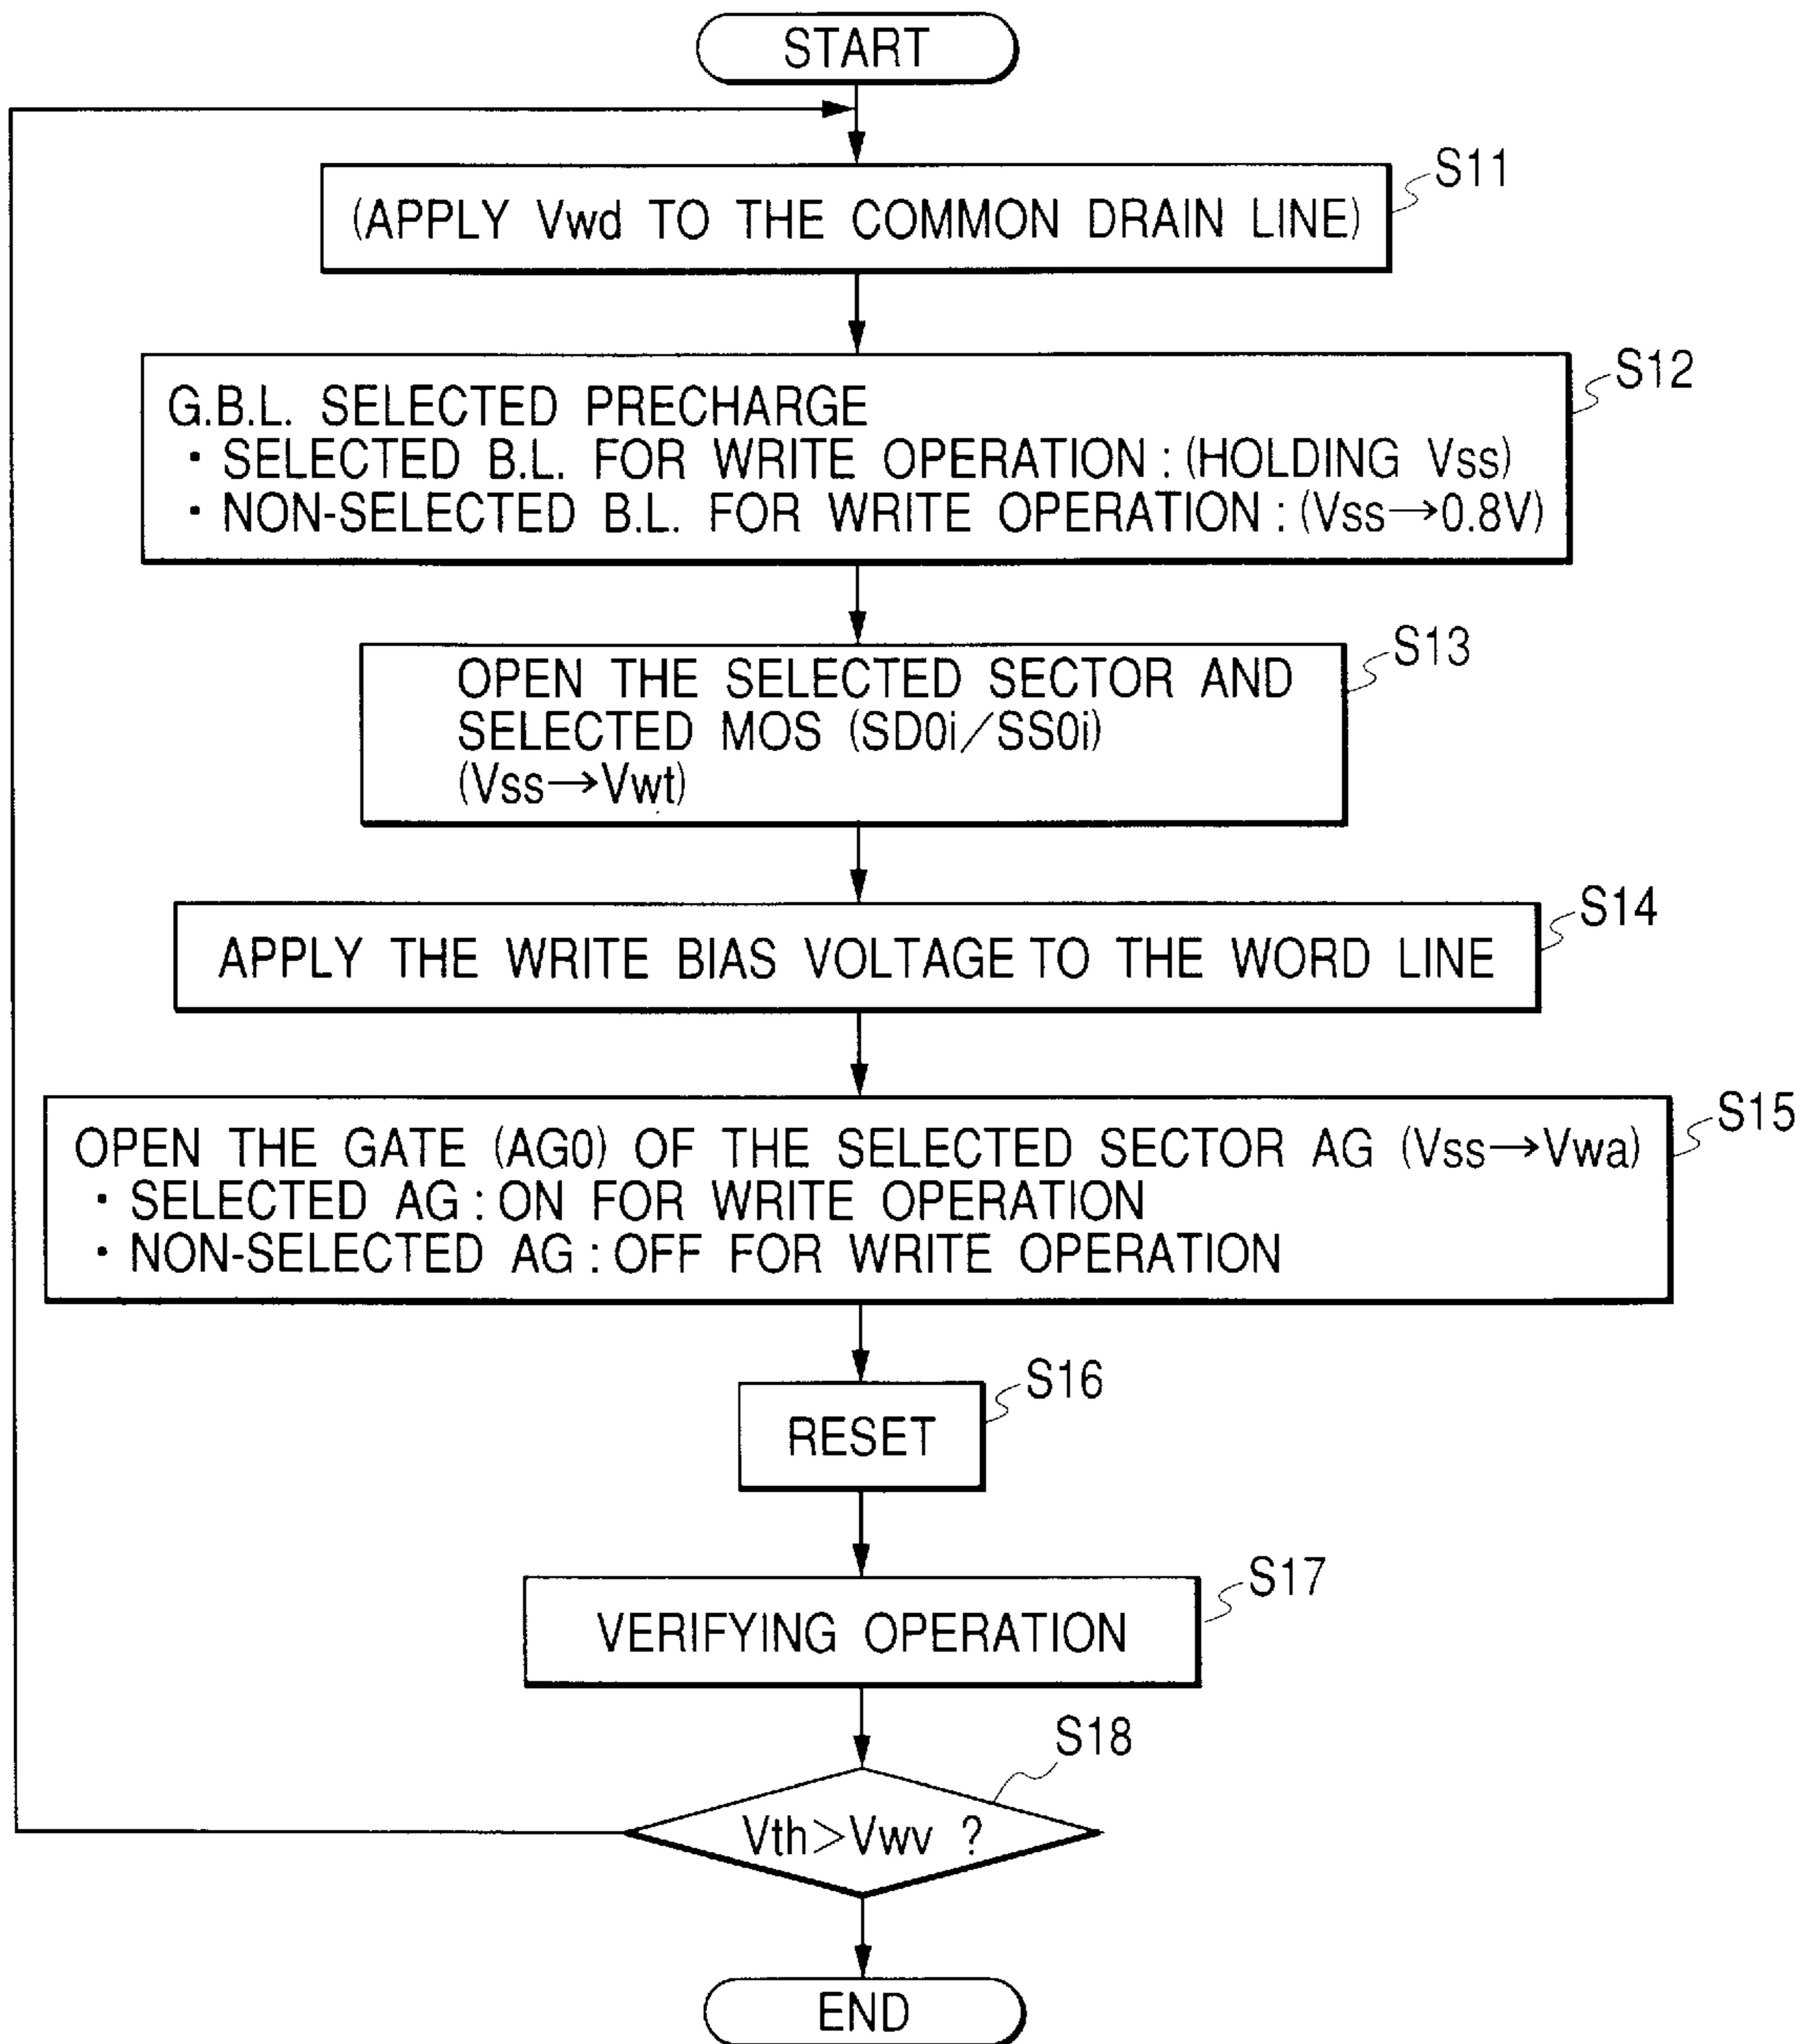 START
S11
(APPLY Vwd TO THE COMMON DRAIN LINE)
S12
G.B.L. SELECTED PRECHARGE
・SELECTED B.L. FOR WRITE OPERATION : (HOLDING Vss)
・NON-SELECTED B.L. FOR WRITE OPERATION : (Vss→0.8V)
S13
OPEN THE SELECTED SECTOR AND
SELECTED MOS (SD0i/SS0i)
(Vss→Vwt)
S14
APPLY THE WRITE BIAS VOLTAGE TO THE WORD LINE
S15
OPEN THE GATE (AG0) OF THE SELECTED SECTOR AG (Vss→Vwa)
・SELECTED AG : ON FOR WRITE OPERATION
・NON-SELECTED AG : OFF FOR WRITE OPERATION
S16
RESET
S17
VERIFYING OPERATION
S18
Vth>Vwv ?
END